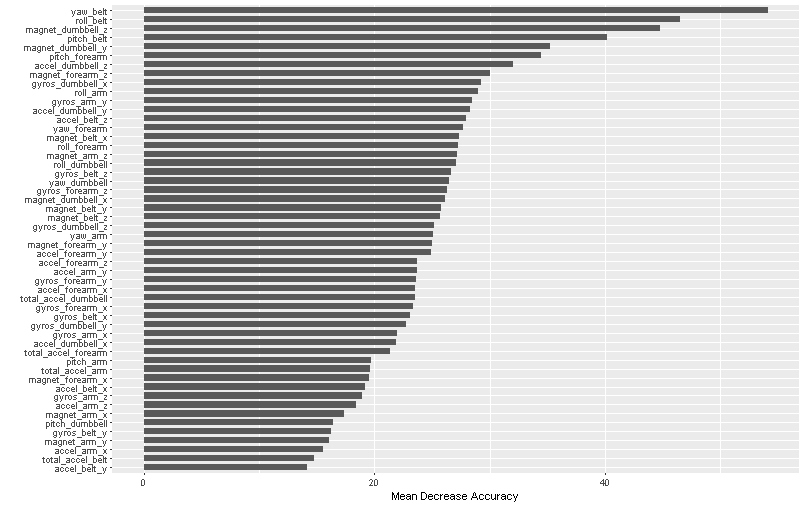 yaw_belt
roll_belt
magnet_dumbbell_z
pitch_belt
magnet_dumbbell_y
pitch_forearm
accel_dumbbell_z
magnet_forearm_z
gyros_dumbbell_x
roll_arm
gyros_arm_y
accel_dumbbell_y
accel_belt_z
yaw_forearm
magnet_belt_x
roll_forearm
magnet_arm_z
roll_dumbbell
gyros_belt_z
yaw_dumbbell
gyros_forearm_z
magnet_dumbbell_x
magnet_belt_y
magnet_belt_z
gyros_dumbbell_z
yaw_arm
magnet_forearm_y
accel_forearm_y
accel_forearm_z
accel_arm_y
gyros_forearm_y
accel_forearm_x
total_accel_dumbbell
gyros_forearm_x
gyros_belt_x
gyros_dumbbell_y
gyros_arm_x
accel_dumbbell_x
total_accel_forearm
pitch_arm
total_accel_arm
magnet_forearm_x
accel_belt_x
gyros_arm_z
accel_arm_z
magnet_arm_x
pitch_dumbbell
gyros_belt_y
magnet_arm_y
accel_arm_x
total_accel_belt
accel_belt_y
0 20 40
Mean Decrease Accuracy